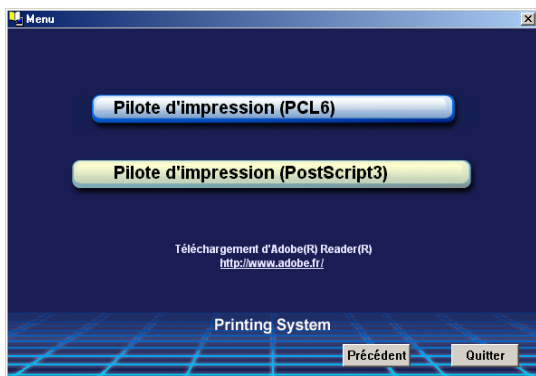 Menu
Pilote d'impression (PCL6)
Pilote d'impression (PostScript3)
Téléchargement d'Adobe(R) Reader(R)
http://www.adobe.fr/
Printing System
Précédent
Quitter